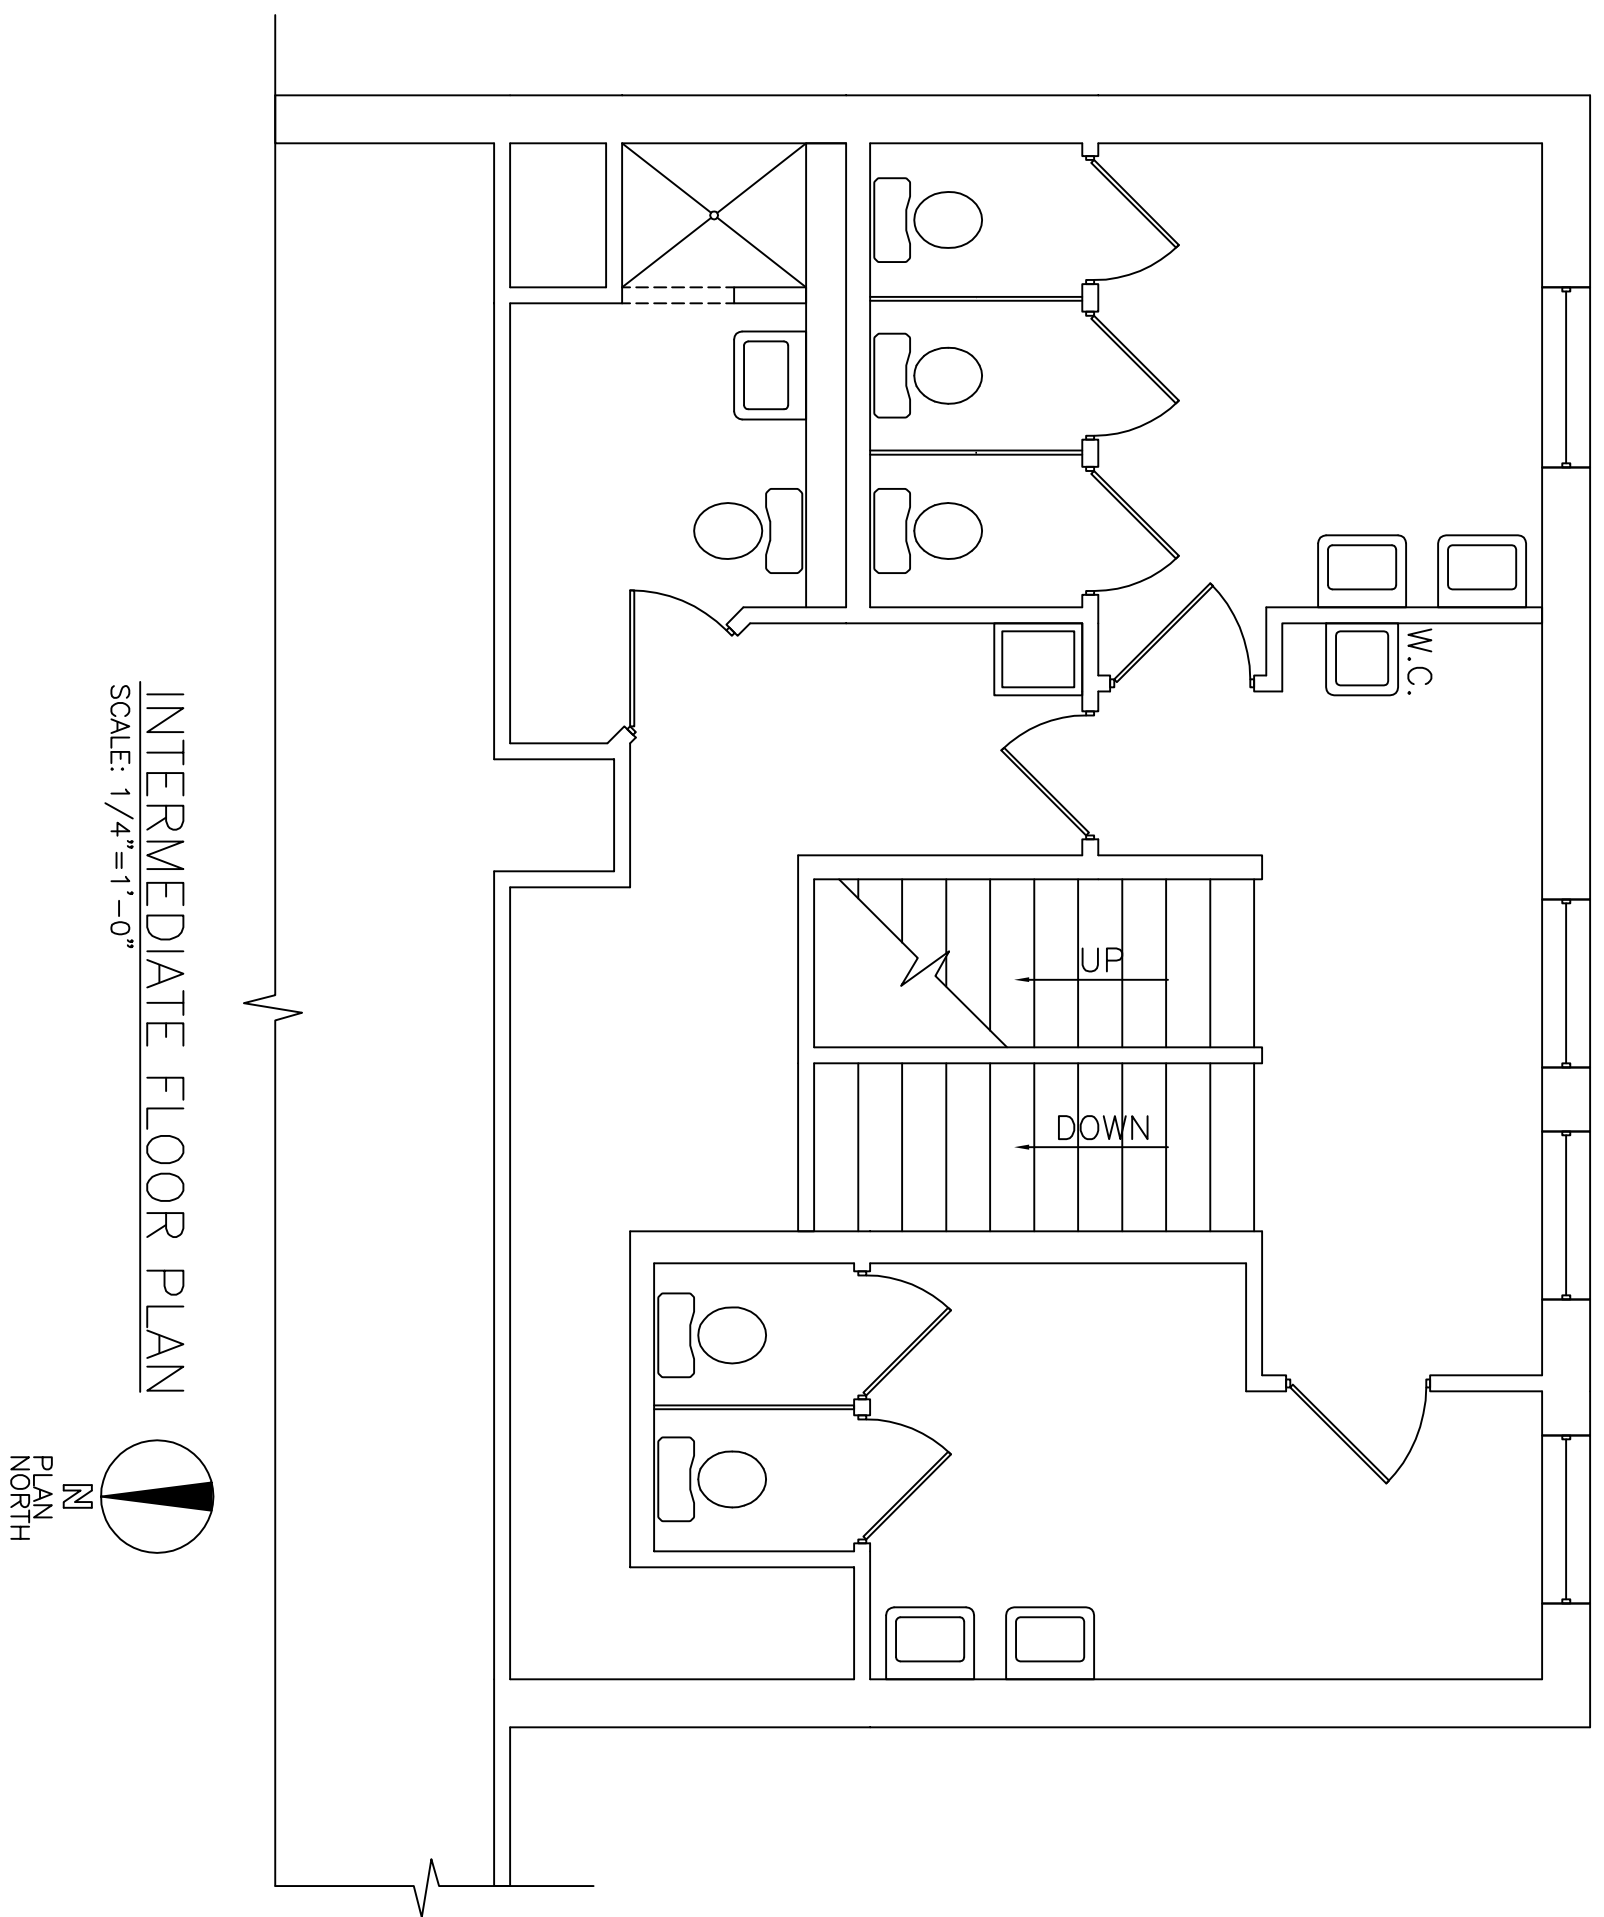 W.C.
UP
DOWN
INTERMEDIATE FLOOR PLAN
SCALE: 1/4"=1'-0"
N
PLAN
NORTH